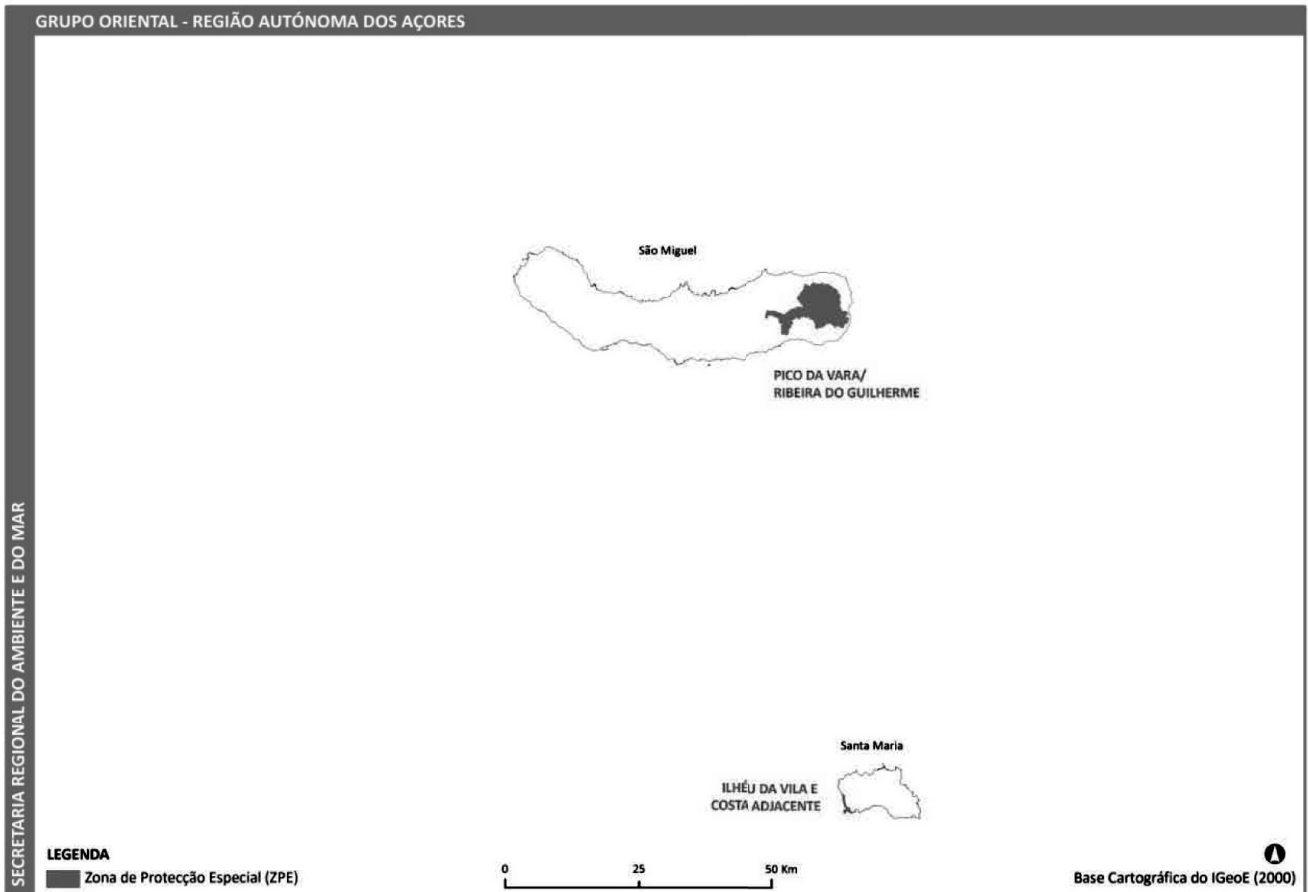 GRUPO ORIENTAL - REGIÃO AUTÓNOMA DOS AÇORES
SECRETARIA REGIONAL DO AMBIENTE E DO MAR
São Miguel
PICO DA VARA/
RIBEIRA DO GUILHERME
Santa Maria
ILHÉU DA VILA E
COSTA ADJACENTE
LEGENDA
Zona de Protecção Especial (ZPE)
0 25 50 Km
Base Cartográfica do IGeoE (2000)